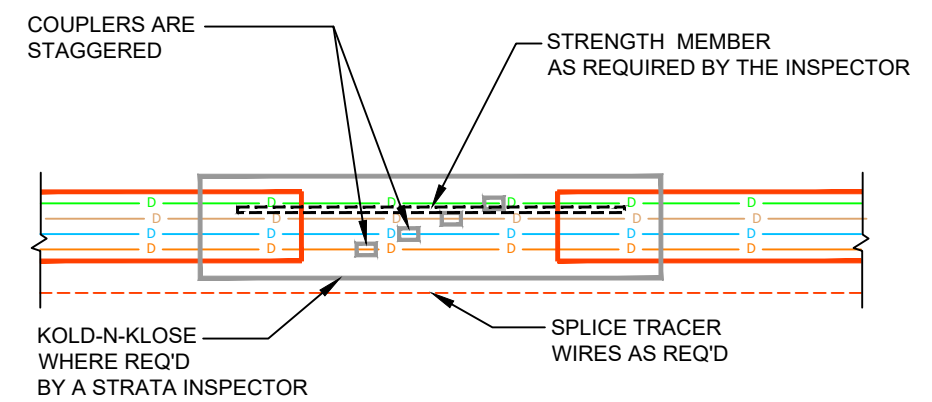 COUPLERS ARE
STAGGERED
STRENGTH MEMBER
AS REQUIRED BY THE INSPECTOR
D D D D D D
D D D D D D
D D D D D D
D D D D D D
KOLD-N-KLOSE
WHERE REQ'D
BY A STRATA INSPECTOR
SPLICE TRACER
WIRES AS REQ'D